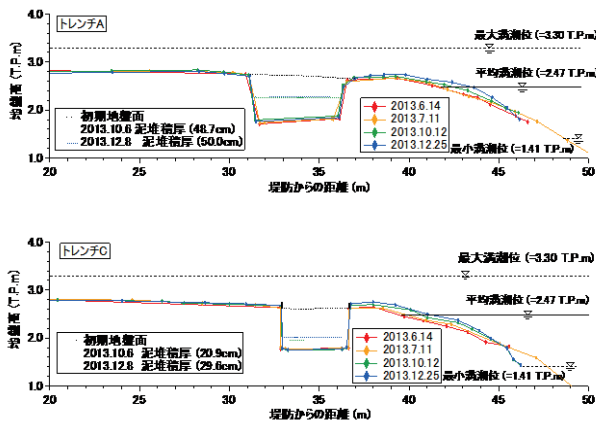 トレンチA
最大満潮位 (=3.30 T.P.m)
平均満潮位 (=2.47 T.P.m)
最小満潮位 (=1.41 T.P.m)
初期地盤面
2013.10.6 泥堆積厚 (48.7cm)
2013.12.8 泥堆積厚 (50.0cm)
2013.6.14
2013.7.11
2013.10.12
2013.12.25
地盤高 (T.P.m)
4.0
3.0
2.0
1.0
20 25 30 35 40 45 50
堤防からの距離 (m)
トレンチC
最大満潮位 (=3.30 T.P.m)
平均満潮位 (=2.47 T.P.m)
最小満潮位 (=1.41 T.P.m)
初期地盤面
2013.10.6 泥堆積厚 (20.9cm)
2013.12.8 泥堆積厚 (29.6cm)
2013.6.14
2013.7.11
2013.10.12
2013.12.25
地盤高 (T.P.m)
4.0
3.0
2.0
1.0
20 25 30 35 40 45 50
堤防からの距離 (m)